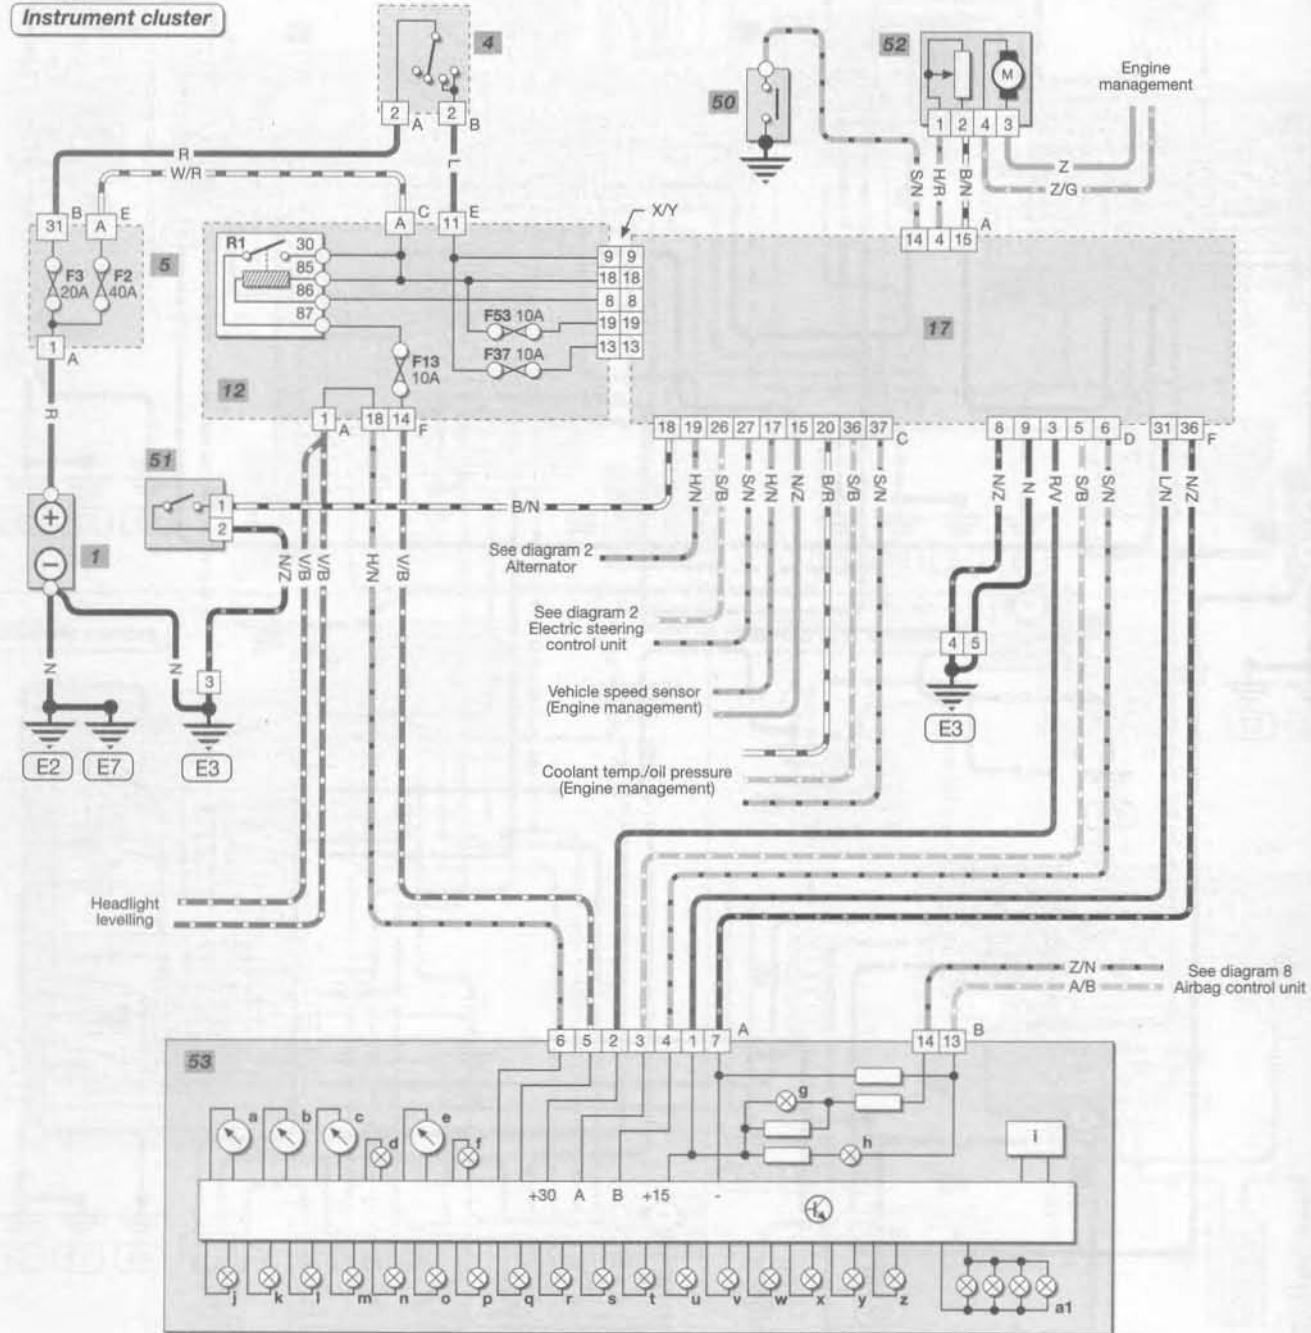 Instrument cluster
4
2 A 2 B
R
W/R
L
50
52
M
1 2 4 3
Engine
management
Z
Z/G
S/N H/R B/N
14 4 15 A
31 B A E
5
F3
20A
F2
40A
1 A
A C 11 E
X/Y
R1
30
85
86
87
9 9
18 18
8 8
19 19
13 13
F53 10A
F37 10A
F13
10A
12
17
1 A 18 14 F
18 19 26 27 17 15 20 36 37 C
8 9 3 5 6 D
31 36 F
R
51
1
2
B/N
H/N S/B S/N H/N N/Z B/R S/B S/N
N/Z N R/V S/B S/N
L/N N/Z
+
-
1
N/Z V/B V/B H/N V/B
See diagram 2
Alternator
See diagram 2
Electric steering
control unit
Vehicle speed sensor
(Engine management)
Coolant temp./oil pressure
(Engine management)
N
N
3
E2 E7 E3
4 5
E3
Headlight
levelling
Z/N
A/B
See diagram 8
Airbag control unit
53
6 5 2 3 4 1 7 A
14 13 B
a b c d e f
g
h
i
+30 A B +15 -
j k l m n o p q r s t u v w x y z
a1